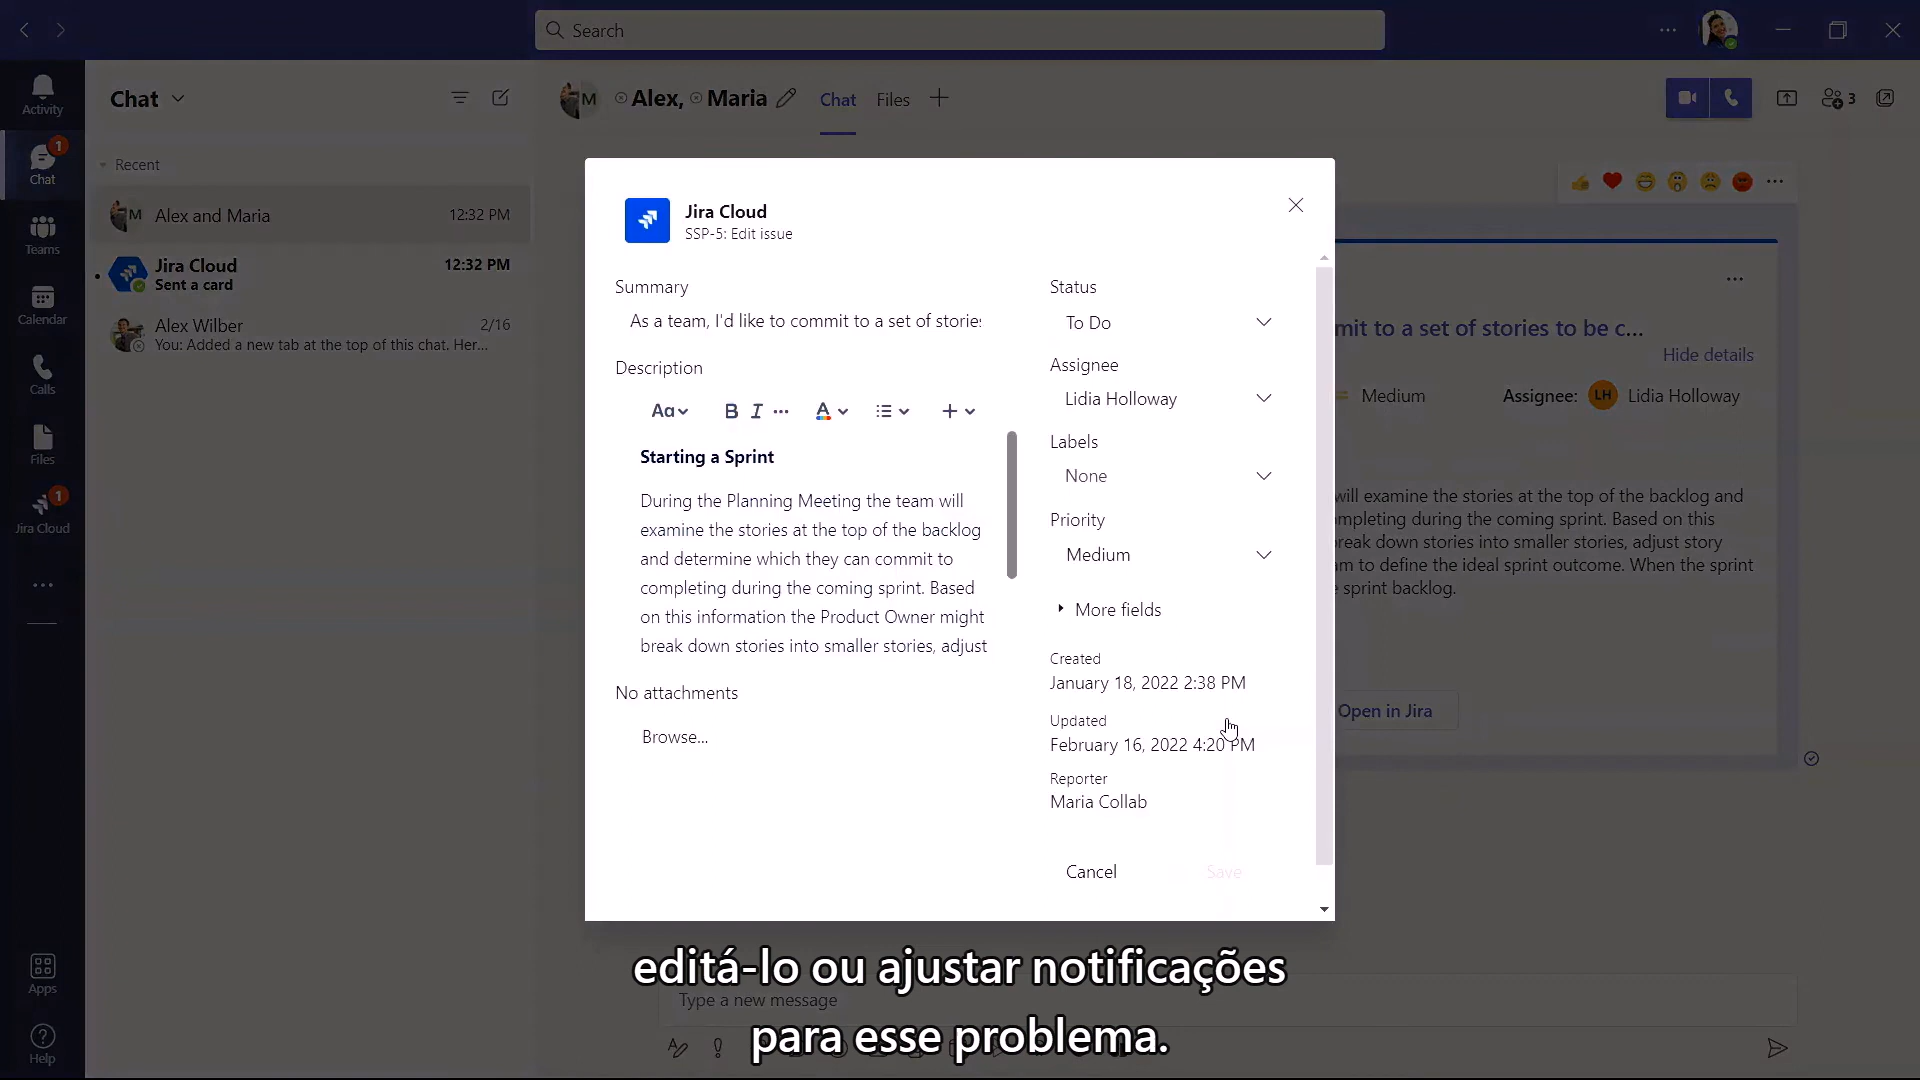 Search
Activity
Chat
1
Chat
Teams
Calendar
Calls
Files
1
Jira Cloud
Apps
Help
Recent
M
Alex and Maria
12:32 PM
Jira Cloud
12:32 PM
Sent a card
Alex Wilber
2/16
You: Added a new tab at the top of this chat. Her...
M
Alex, Maria
Chat
Files
3
mit to a set of stories to be c...
Hide details
Medium
Assignee:
LH
Lidia Holloway
will examine the stories at the top of the backlog and
mpleting during the coming sprint. Based on this
reak down stories into smaller stories, adjust story
am to define the ideal sprint outcome. When the sprint
sprint backlog.
Open in Jira
Jira Cloud
SSP-5: Edit issue
Summary
As a team, I'd like to commit to a set of stories
Description
Aa
B
I
A
Starting a Sprint
During the Planning Meeting the team will
examine the stories at the top of the backlog
and determine which they can commit to
completing during the coming sprint. Based
on this information the Product Owner might
break down stories into smaller stories, adjust
No attachments
Browse...
Status
To Do
Assignee
Lidia Holloway
Labels
None
Priority
Medium
More fields
Created
January 18, 2022 2:38 PM
Updated
February 16, 2022 4:20 PM
Reporter
Maria Collab
Cancel
Save
Type a new message
editá-lo ou ajustar notificações
para esse problema.